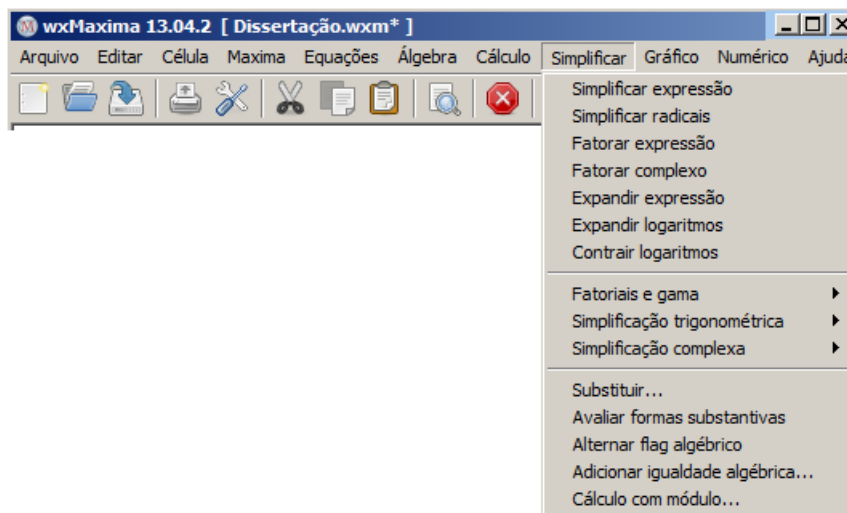 wxMaxima 13.04.2 [ Dissertação.wxm* ]
Arquivo Editar Célula Maxima Equações Álgebra Cálculo Simplificar Gráfico Numérico Ajuda
Simplificar expressão
Simplificar radicais
Fatorar expressão
Fatorar complexo
Expandir expressão
Expandir logaritmos
Contrair logaritmos
Fatoriais e gama
Simplificação trigonométrica
Simplificação complexa
Substituir...
Avaliar formas substantivas
Alternar flag algébrico
Adicionar igualdade algébrica...
Cálculo com módulo...